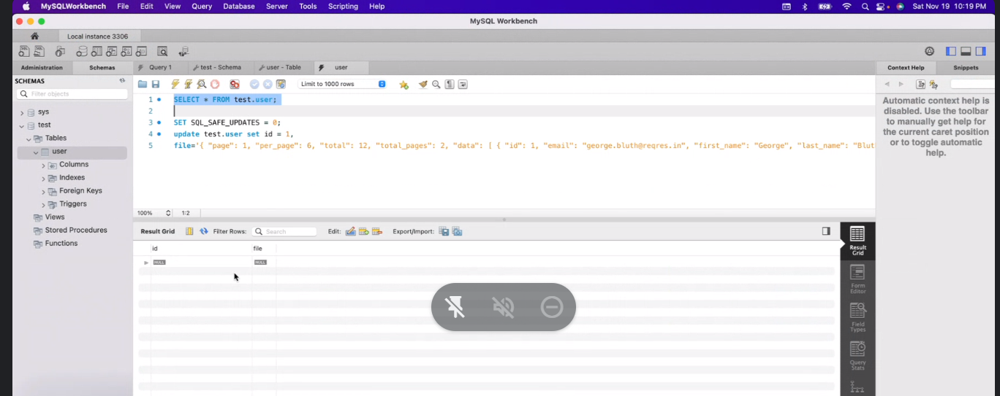 MySQLWorkbench File Edit View Query Database Server Tools Scripting Help Sat Nov 19 10:19 PM
MySQL Workbench
Local instance 3306
Administration Schemas Query 1 test - Schema user - Table user Context Help Snippets
SCHEMAS
Filter objects
Limit to 1000 rows
sys
test
Tables
user
Columns
Indexes
Foreign Keys
Triggers
Views
Stored Procedures
Functions
1 SELECT * FROM test.user;
2
3 SET SQL_SAFE_UPDATES = 0;
4 update test.user set id = 1,
5 file='{ "page": 1, "per_page": 6, "total": 12, "total_pages": 2, "data": [ { "id": 1, "email": "george.bluth@reqres.in", "first_name": "George", "last_name": "Blut
100% 1:2
Result Grid Filter Rows: Search Edit: Export/Import:
id file
NULL NULL
Result
Grid
Form
Editor
Field
Types
Query
Stats
Automatic context help is
disabled. Use the toolbar
to manually get help for
the current caret position
or to toggle automatic
help.